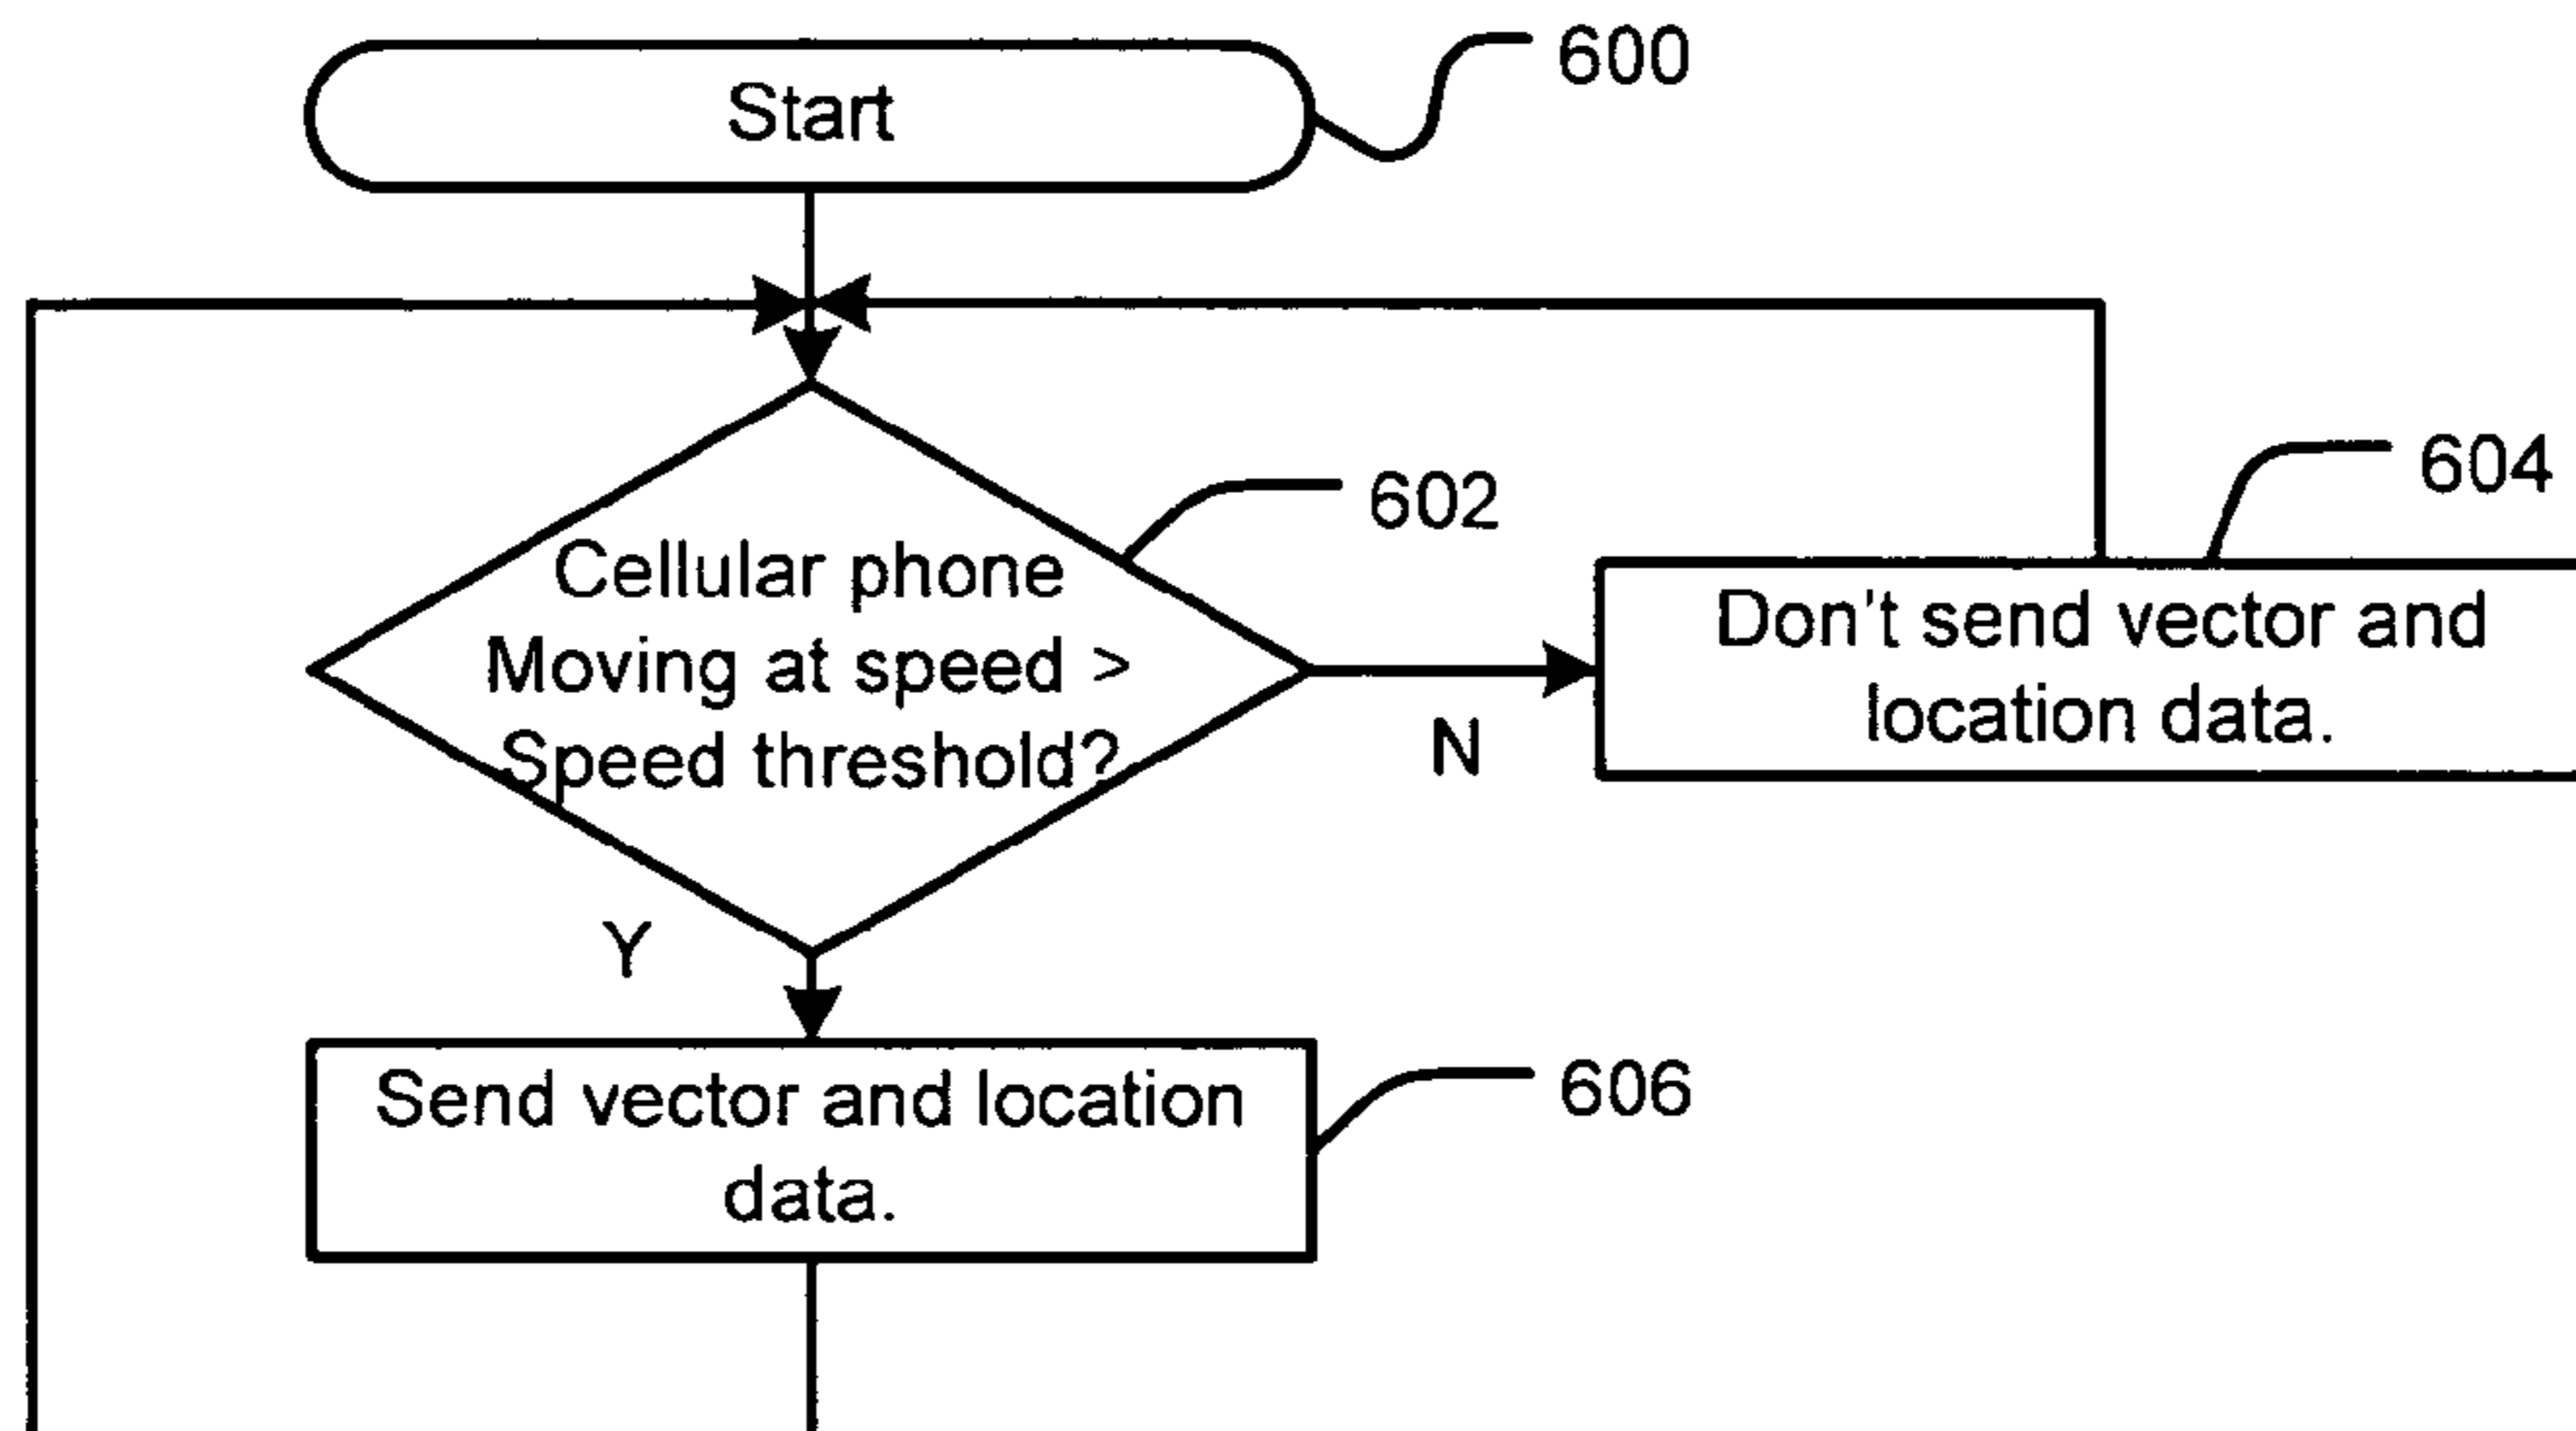 Start
600
602
Cellular phone
Moving at speed >
Speed threshold?
604
Don't send vector and
location data.
N
Y
Send vector and location
data.
606